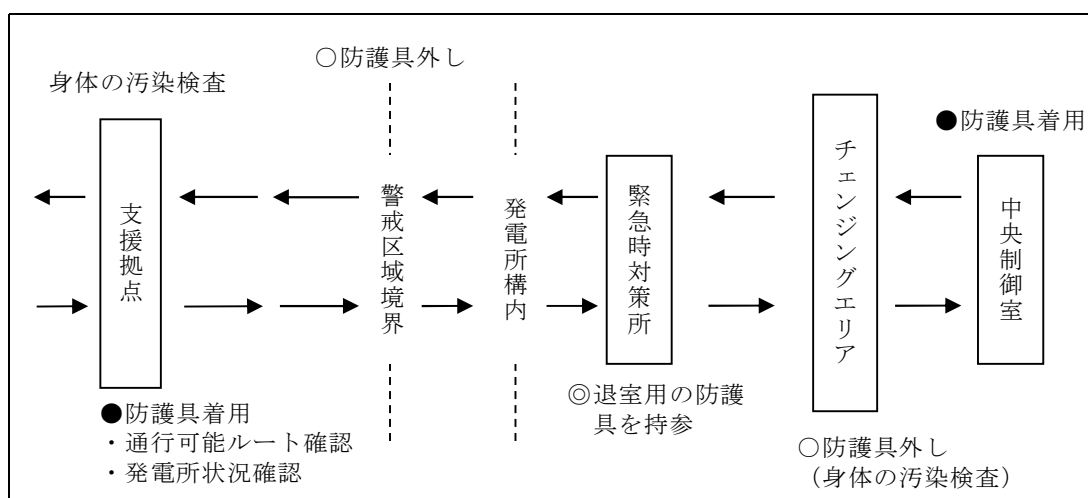 ○防護具外し
身体の汚染検査
●防護具着用
支援拠点
警戒区域境界
発電所構内
緊急時対策所
チェンジングエリア
中央制御室
●防護具着用
・通行可能ルート確認
・発電所状況確認
◎退室用の防護
具を持参
○防護具外し
（身体の汚染検査）